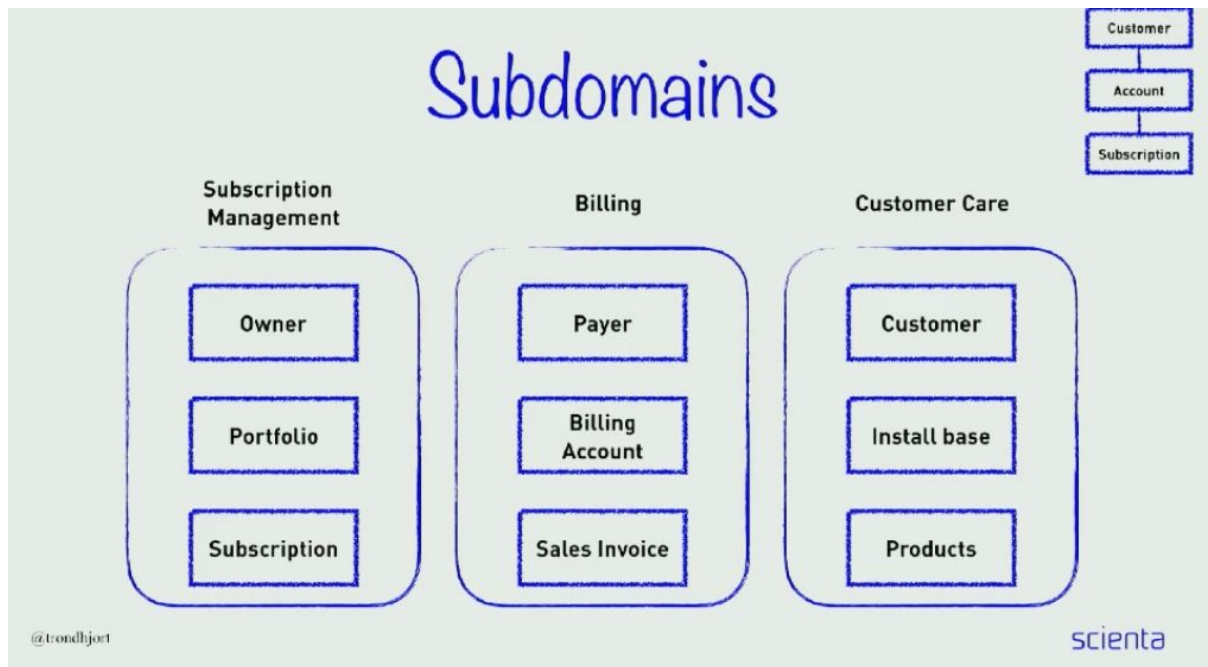 Subdomains
Customer
Account
Subscription
Subscription
Management
Owner
Portfolio
Subscription
Billing
Payer
Billing
Account
Sales Invoice
Customer Care
Customer
Install base
Products
@trondhjort
scienta